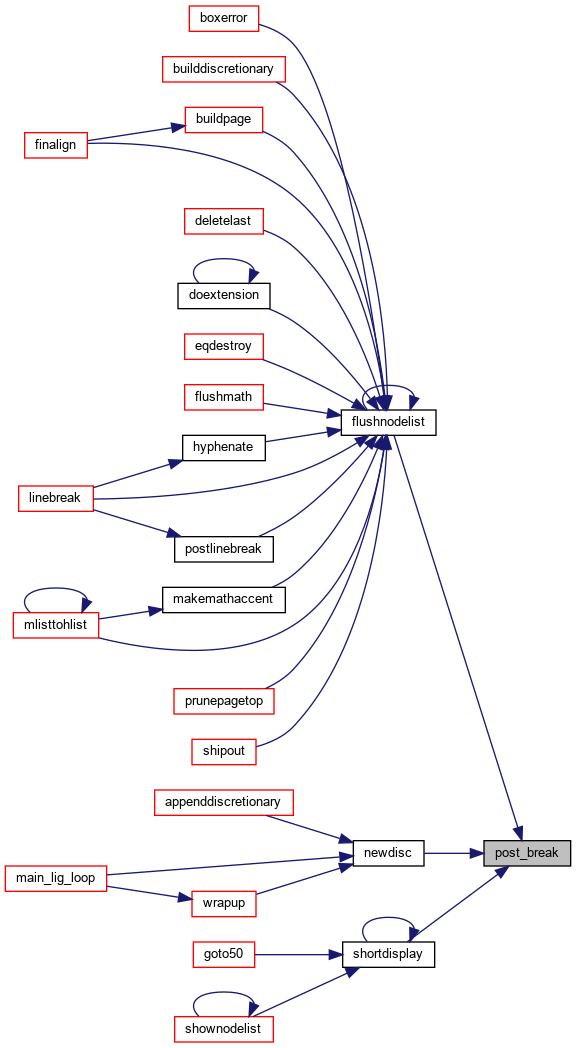 boxerror
builddiscretionary
buildpage
finalign
deletelast
doextension
eqdestroy
flushmath
flushnodelist
hyphenate
linebreak
postlinebreak
makemathaccent
mlisttohlist
prunepagetop
shipout
appenddiscretionary
newdisc
post_break
main_lig_loop
wrapup
goto50
shortdisplay
shownodelist